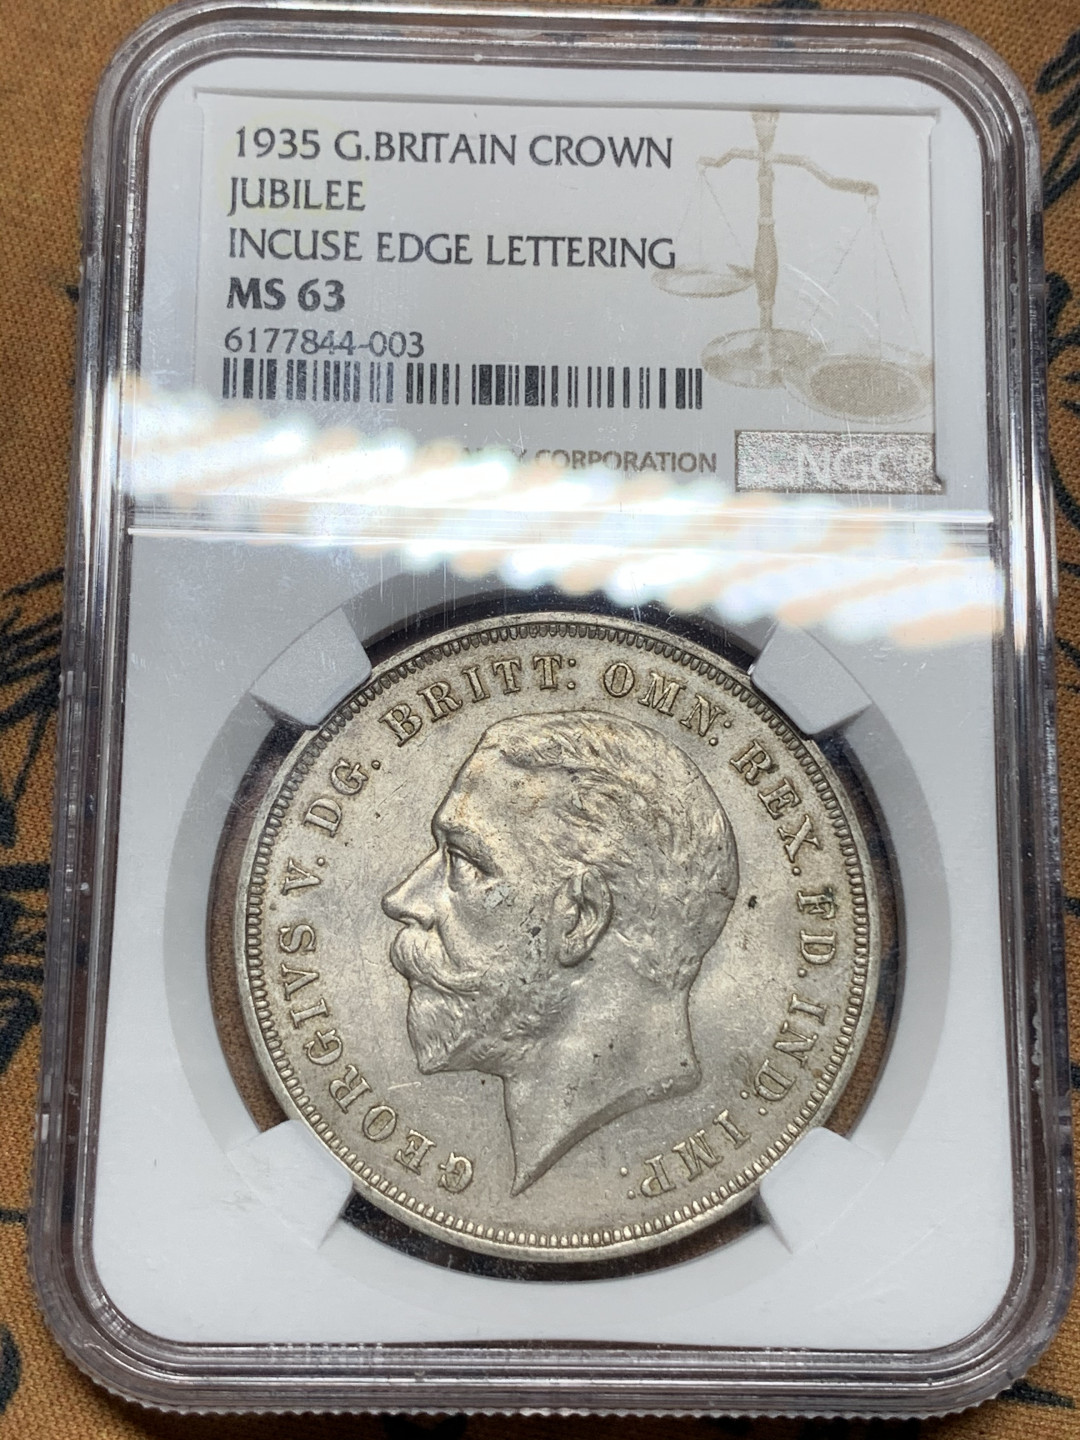 1935 G.BRITAIN CROWN
JUBILEE
INCUSE EDGE LETTERING
MS 63
6177844-003
CORPORATION
NGC®
GEORGIVS V. DG. BRITT: OMN: REX. FD. IND: IMP: